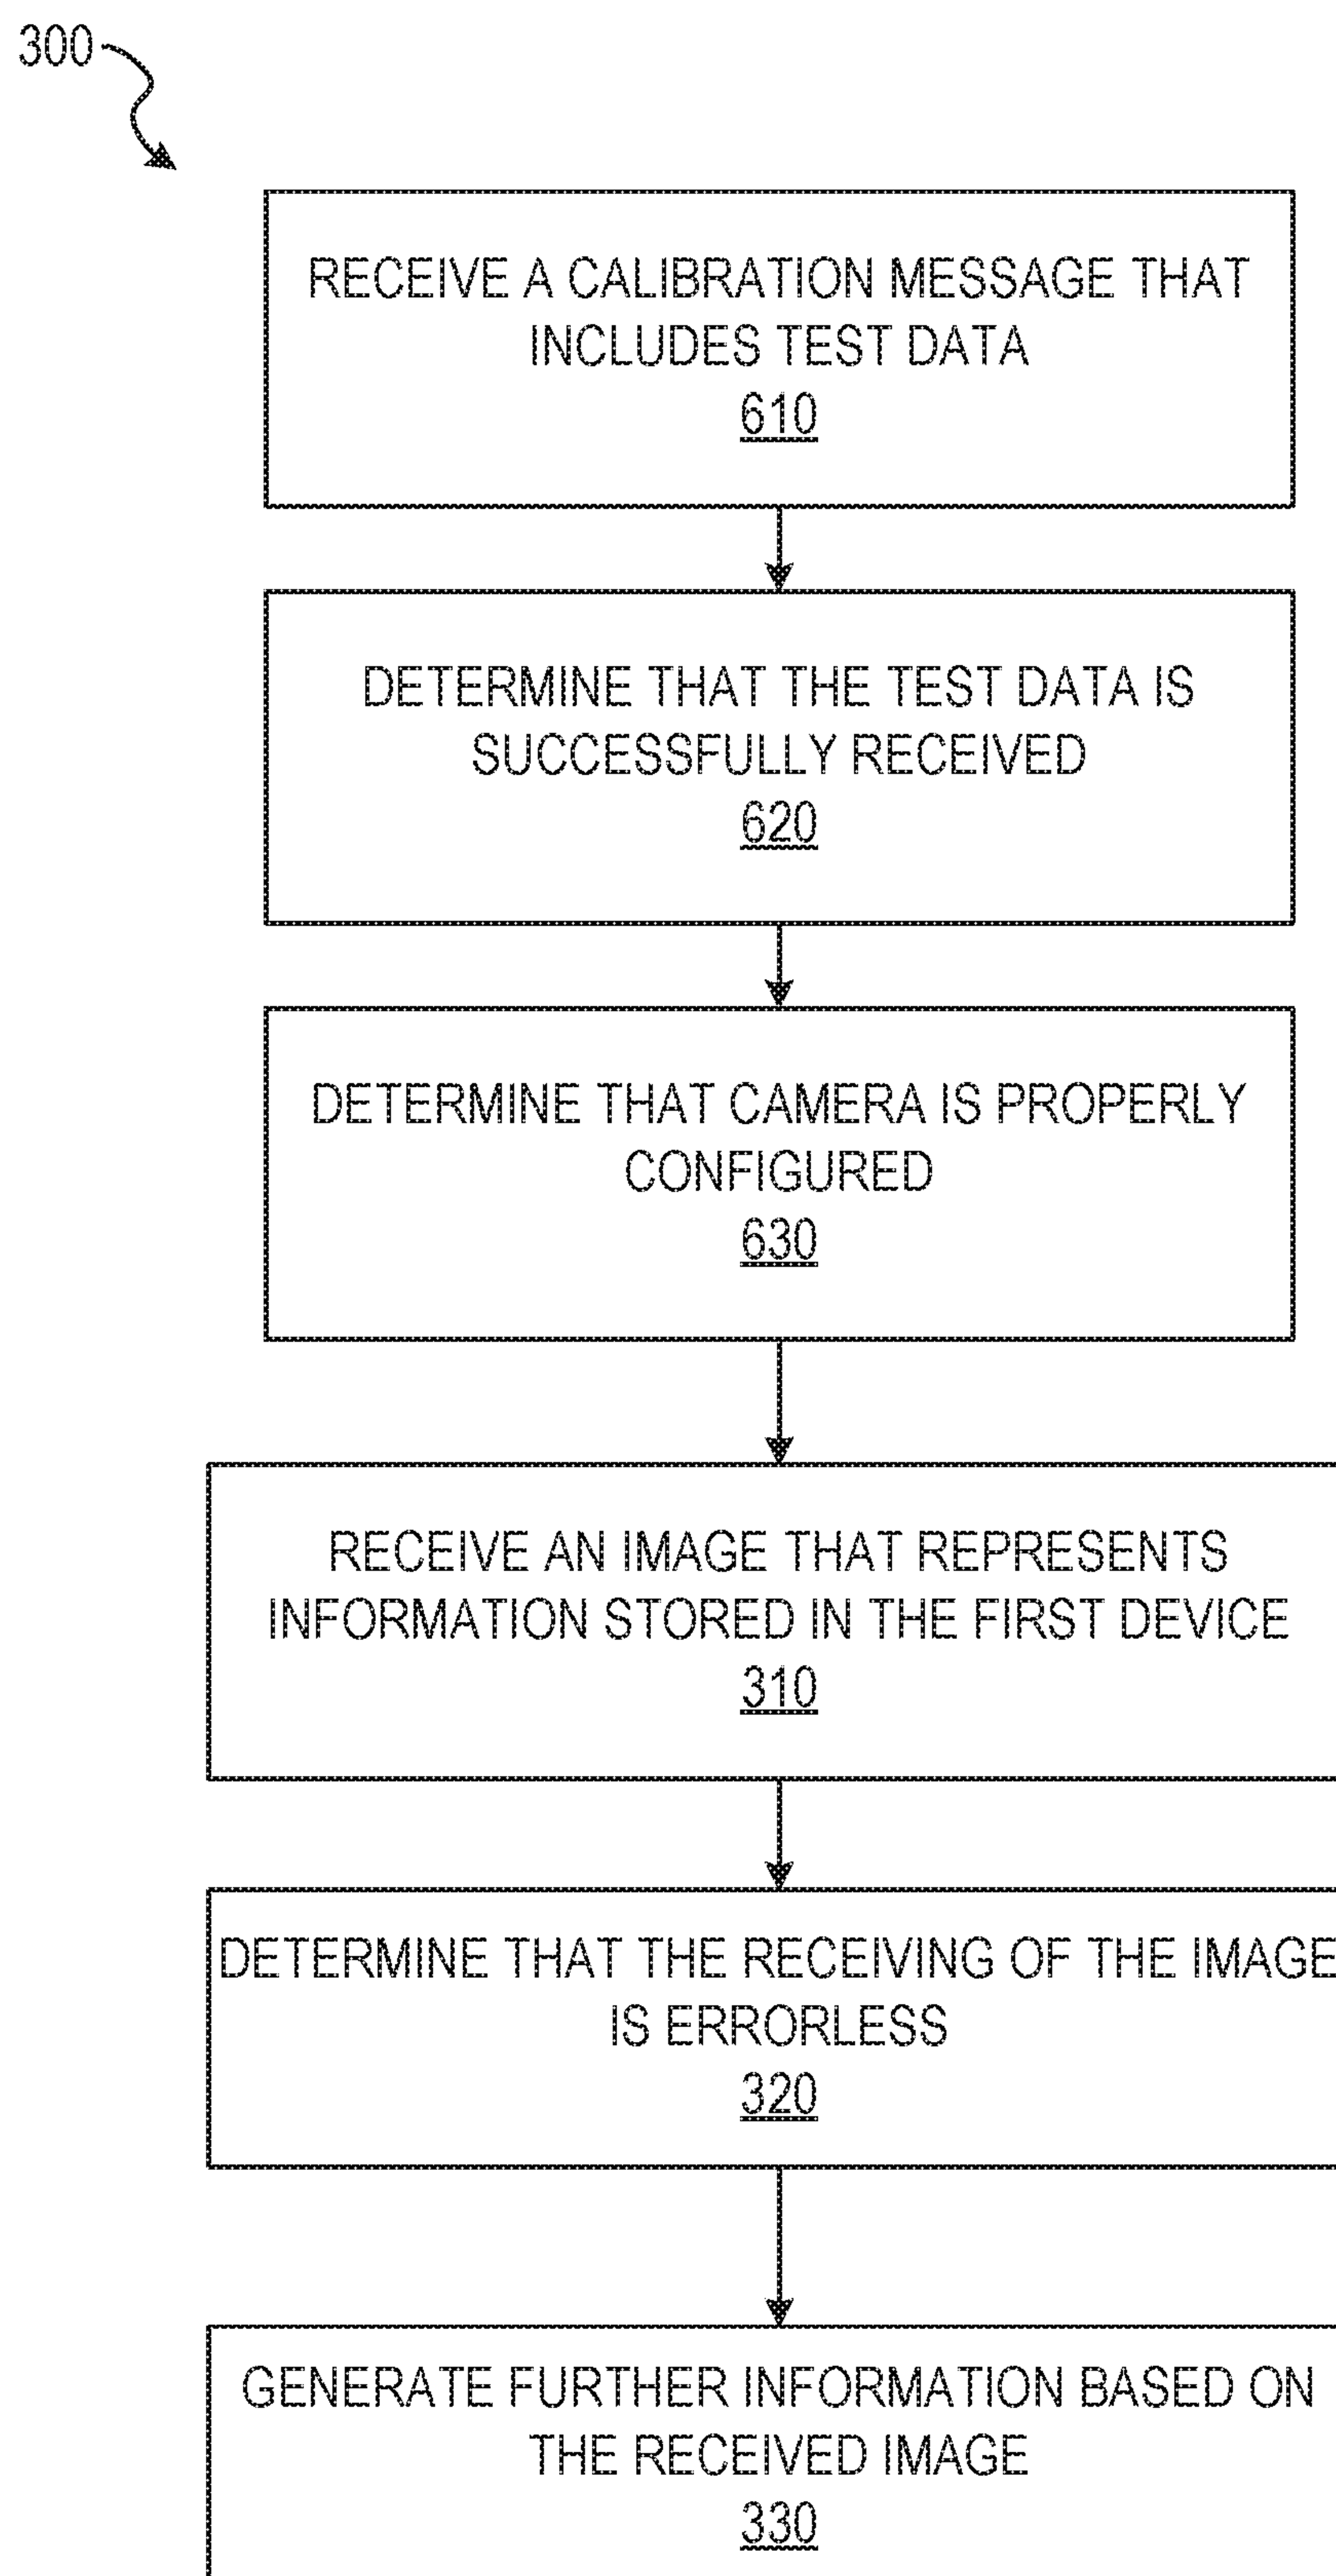 300
RECEIVE A CALIBRATION MESSAGE THAT
INCLUDES TEST DATA
610
DETERMINE THAT THE TEST DATA IS
SUCCESSFULLY RECEIVED
620
DETERMINE THAT CAMERA IS PROPERLY
CONFIGURED
630
RECEIVE AN IMAGE THAT REPRESENTS
INFORMATION STORED IN THE FIRST DEVICE
310
DETERMINE THAT THE RECEIVING OF THE IMAGE
IS ERRORLESS
320
GENERATE FURTHER INFORMATION BASED ON
THE RECEIVED IMAGE
330